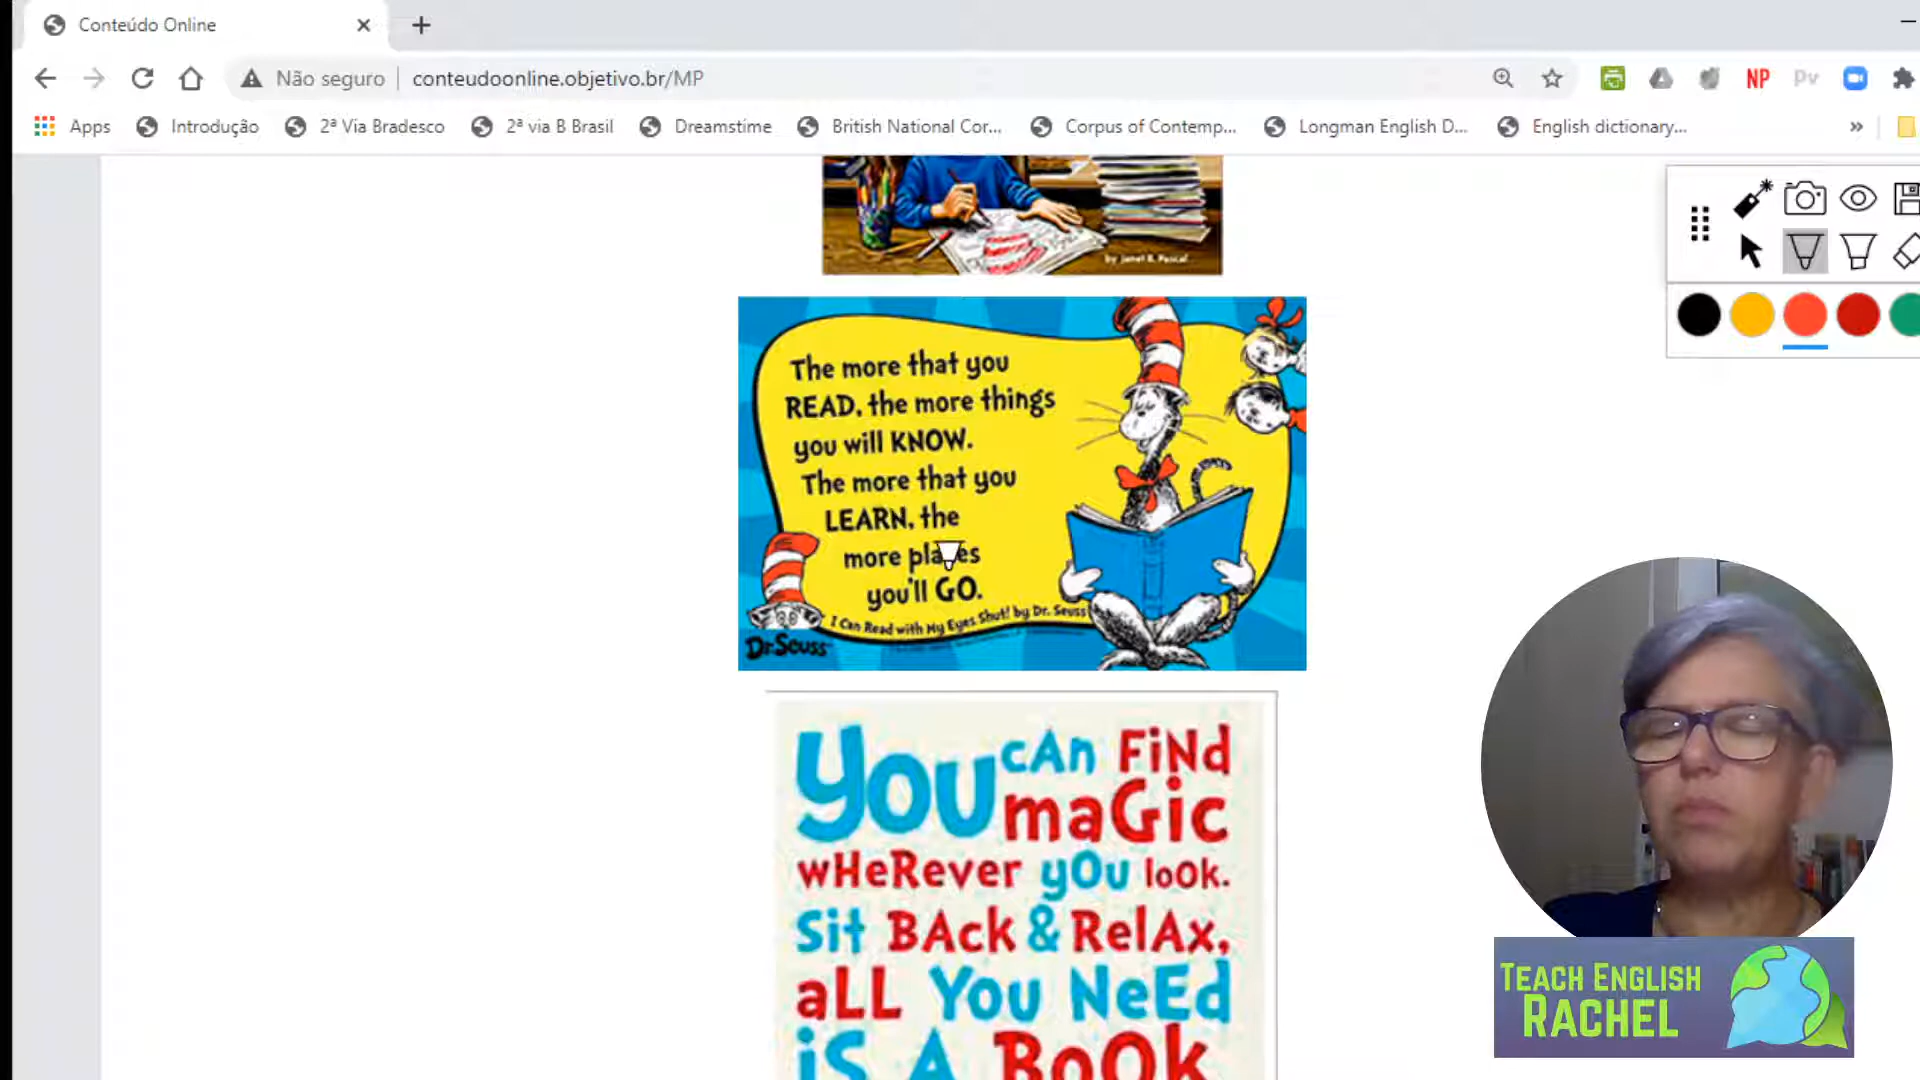 Conteúdo Online
Não seguro conteudoonline.objetivo.br/MP
NP Pv
Apps Introdução 2ª Via Bradesco 2ª via B Brasil Dreamstime British National Cor... Corpus of Contemp... Longman English D... English dictionary... »
by Janet B. Pascal
The more that you
READ, the more things
you will KNOW.
The more that you
LEARN, the
more places
you'll GO.
I Can Read with My Eyes Shut! by Dr. Seuss
Dr. Seuss
YOU CAN FiNd
maGic
wHeRever yOu loOk.
Sit BAck & RelAx,
aLL You NeEd
iS A BoOk
TEACH ENGLISH
RACHEL